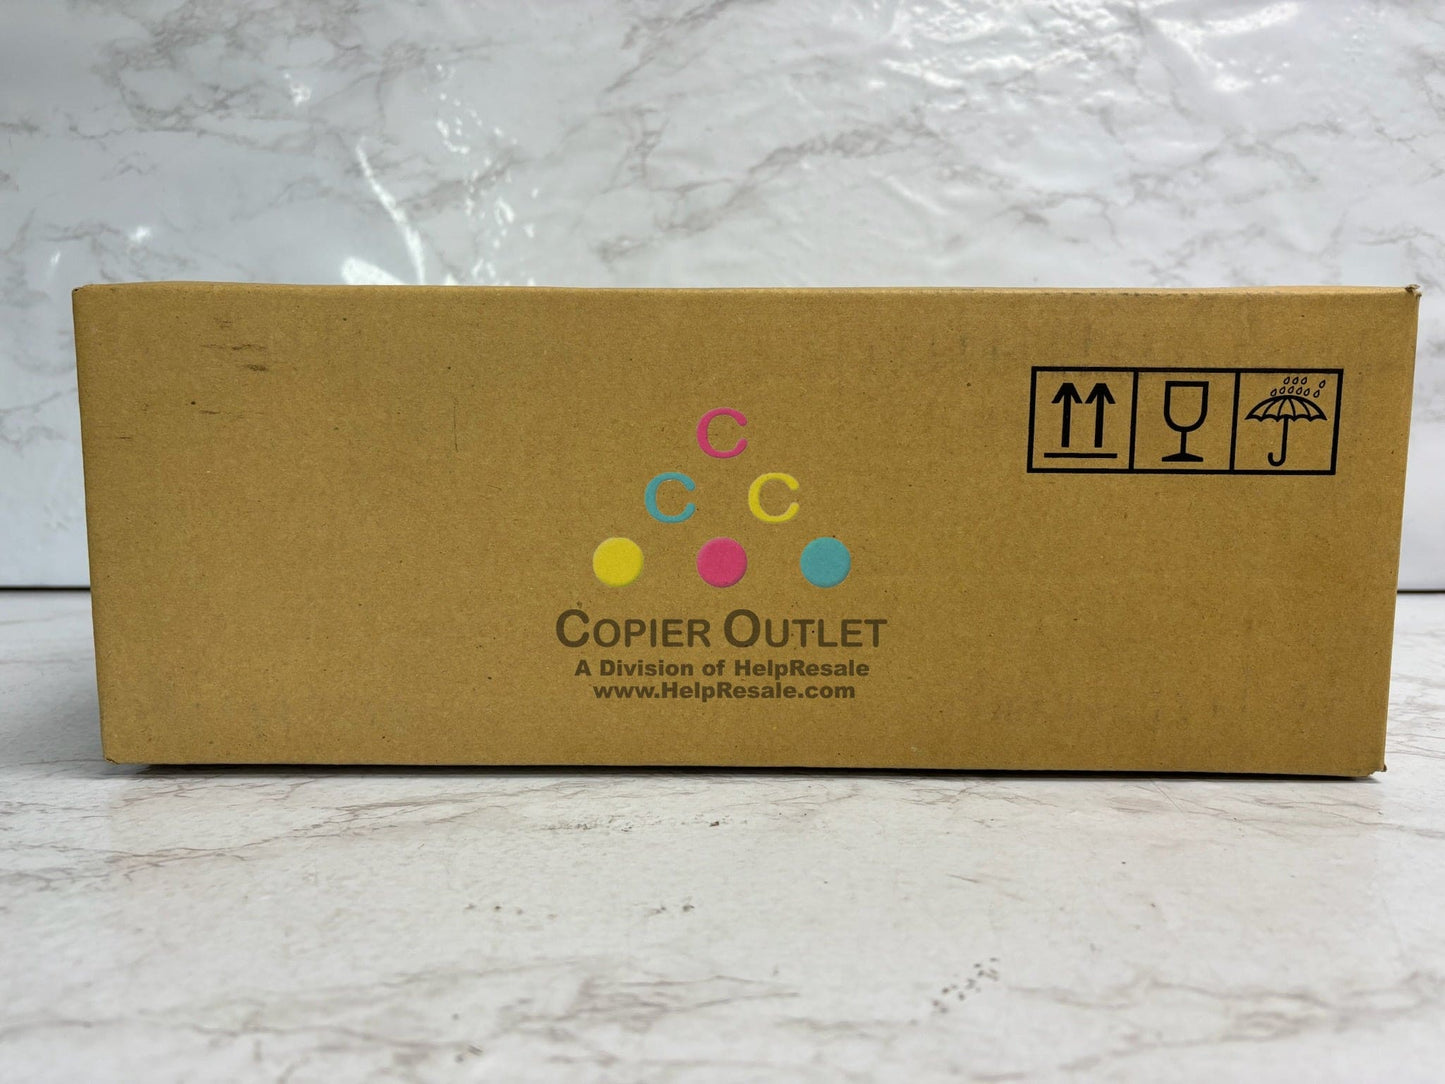 C
C C
COPIER OUTLET
A Division of HelpResale
www.HelpResale.com